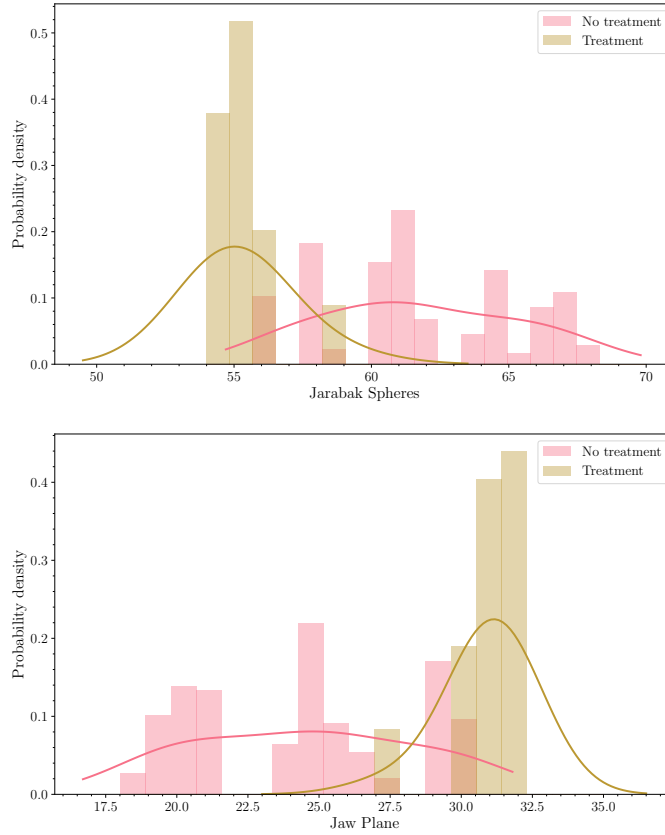 No treatment
Treatment
Probability density
0.5
0.4
0.3
0.2
0.1
0.0
50 55 60 65 70
Jarabak Spheres
No treatment
Treatment
Probability density
0.4
0.3
0.2
0.1
0.0
17.5 20.0 22.5 25.0 27.5 30.0 32.5 35.0
Jaw Plane